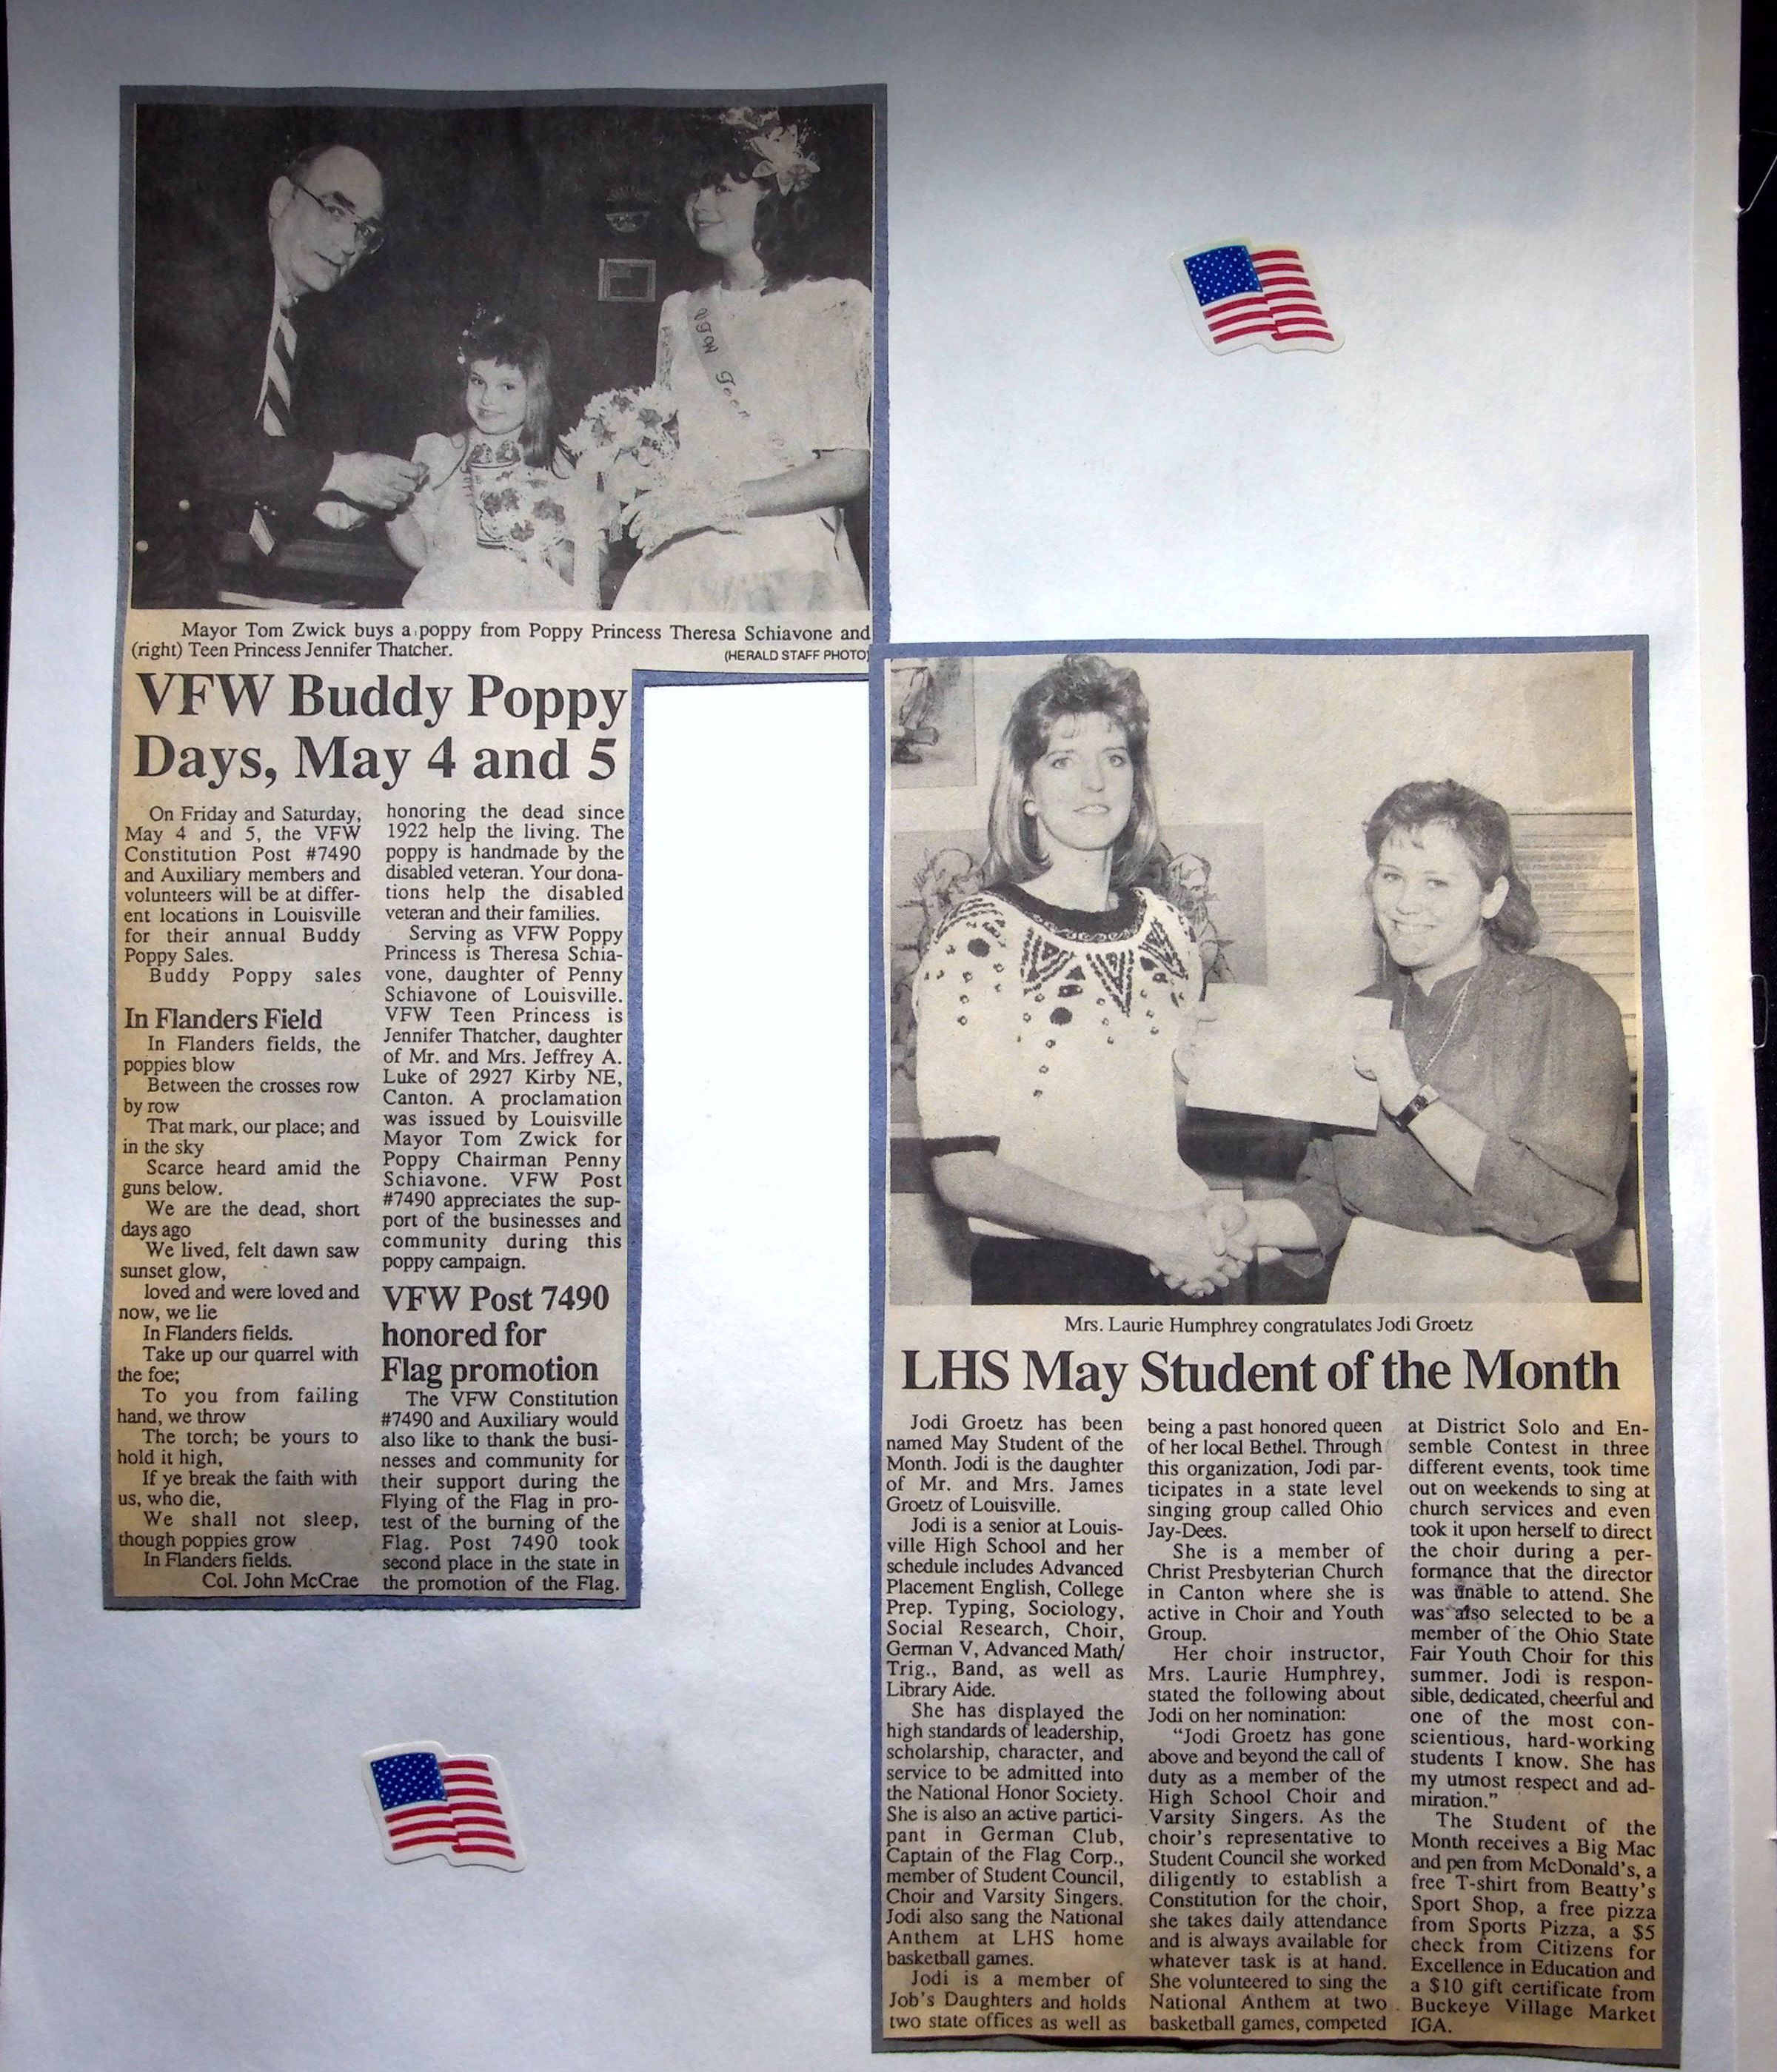 VFW Teen
Mayor Tom Zwick buys a poppy from Poppy Princess Theresa Schiavone and
(right) Teen Princess Jennifer Thatcher.
(HERALD STAFF PHOTO)
VFW Buddy Poppy
Days, May 4 and 5
On Friday and Saturday,
May 4 and 5, the VFW
Constitution Post #7490
and Auxiliary members and
volunteers will be at differ-
ent locations in Louisville
for their annual Buddy
Poppy Sales.
Buddy Poppy sales
honoring the dead since
1922 help the living. The
poppy is handmade by the
disabled veteran. Your dona-
tions help the disabled
veteran and their families.
Serving as VFW Poppy
Princess is Theresa Schia-
vone, daughter of Penny
Schiavone of Louisville.
VFW Teen Princess is
Jennifer Thatcher, daughter
of Mr. and Mrs. Jeffrey A.
Luke of 2927 Kirby NE,
Canton. A proclamation
was issued by Louisville
Mayor Tom Zwick for
Poppy Chairman Penny
Schiavone. VFW Post
#7490 appreciates the sup-
port of the businesses and
community during this
poppy campaign.
In Flanders Field
In Flanders fields, the
poppies blow
Between the crosses row
by row
That mark, our place; and
in the sky
Scarce heard amid the
guns below.
We are the dead, short
days ago
We lived, felt dawn saw
sunset glow,
loved and were loved and
now, we lie
In Flanders fields.
Take up our quarrel with
the foe;
To you from failing
hand, we throw
The torch; be yours to
hold it high,
If ye break the faith with
us, who die,
We shall not sleep,
though poppies grow
In Flanders fields.
Col. John McCrae
VFW Post 7490
honored for
Flag promotion
The VFW Constitution
#7490 and Auxiliary would
also like to thank the busi-
nesses and community for
their support during the
Flying of the Flag in pro-
test of the burning of the
Flag. Post 7490 took
second place in the state in
the promotion of the Flag.
Mrs. Laurie Humphrey congratulates Jodi Groetz
LHS May Student of the Month
Jodi Groetz has been
named May Student of the
Month. Jodi is the daughter
of Mr. and Mrs. James
Groetz of Louisville.
Jodi is a senior at Louis-
ville High School and her
schedule includes Advanced
Placement English, College
Prep. Typing, Sociology,
Social Research, Choir,
German V, Advanced Math/
Trig., Band, as well as
Library Aide.
She has displayed the
high standards of leadership,
scholarship, character, and
service to be admitted into
the National Honor Society.
She is also an active partici-
pant in German Club,
Captain of the Flag Corp.,
member of Student Council,
Choir and Varsity Singers.
Jodi also sang the National
Anthem at LHS home
basketball games.
Jodi is a member of
Job's Daughters and holds
two state offices as well as
being a past honored queen
of her local Bethel. Through
this organization, Jodi par-
ticipates in a state level
singing group called Ohio
Jay-Dees.
She is a member of
Christ Presbyterian Church
in Canton where she is
active in Choir and Youth
Group.
Her choir instructor,
Mrs. Laurie Humphrey,
stated the following about
Jodi on her nomination:
"Jodi Groetz has gone
above and beyond the call of
duty as a member of the
High School Choir and
Varsity Singers. As the
choir's representative to
Student Council she worked
diligently to establish a
Constitution for the choir,
she takes daily attendance
and is always available for
whatever task is at hand.
She volunteered to sing the
National Anthem at two
basketball games, competed
at District Solo and En-
semble Contest in three
different events, took time
out on weekends to sing at
church services and even
took it upon herself to direct
the choir during a per-
formance that the director
was unable to attend. She
was also selected to be a
member of the Ohio State
Fair Youth Choir for this
summer. Jodi is respon-
sible, dedicated, cheerful and
one of the most con-
scientious, hard-working
students I know. She has
my utmost respect and ad-
miration."
The Student of the
Month receives a Big Mac
and pen from McDonald's, a
free T-shirt from Beatty's
Sport Shop, a free pizza
from Sports Pizza, a $5
check from Citizens for
Excellence in Education and
a $10 gift certificate from
Buckeye Village Market
IGA.